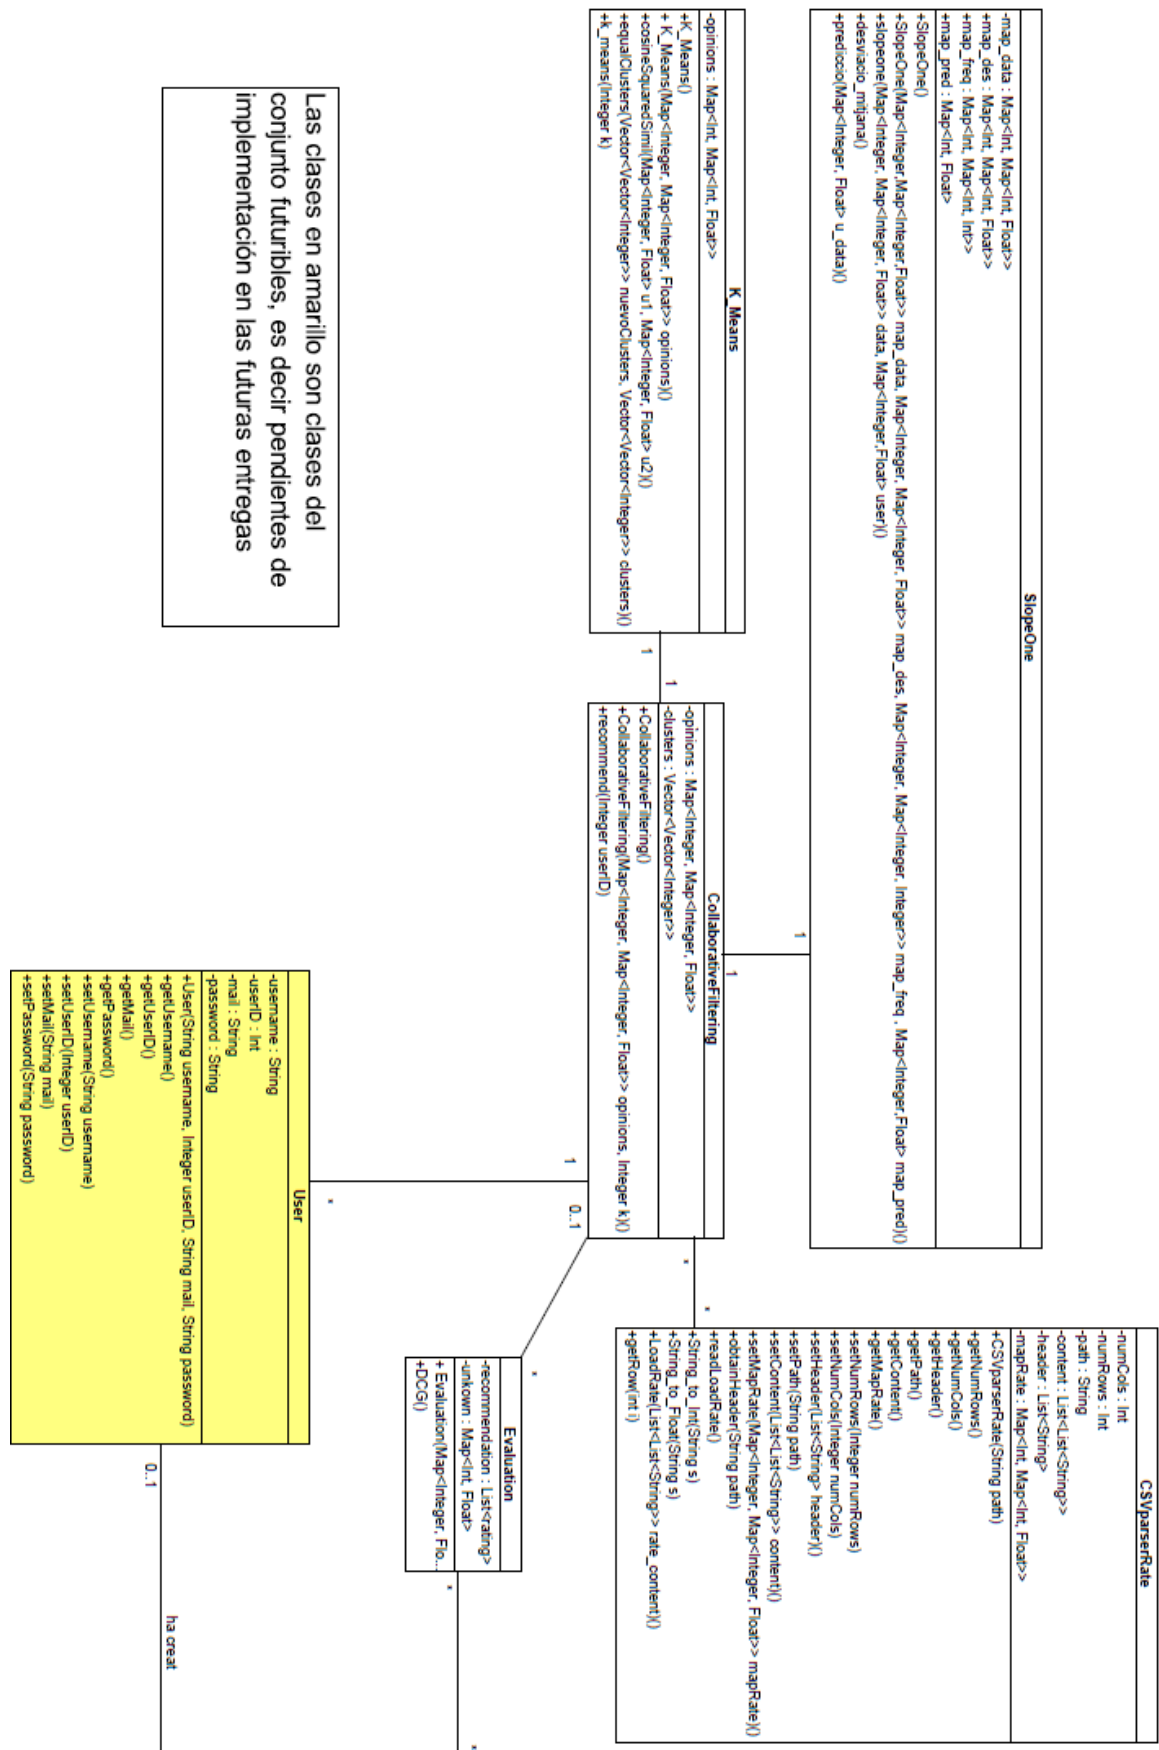 SlopeOne
-map_data : Map<Int, Map<Int, Float>>
+map_des : Map<Int, Map<Int, Float>>
+map_freq : Map<Int, Map<Int, Int>>
+map_pred : Map<Int, Float>
+SlopeOne()
+SlopeOne(Map<Integer,Map<Integer,Float>> map_data, Map<Integer, Map<Integer, Float>> map_des, Map<Integer, Map<Integer, Integer>> map_freq , Map<Integer,Float> map_pred)()
+slopeone(Map<Integer, Map<Integer, Float>> data, Map<Integer,Float> user)()
+desviacio_mitjana()
+prediccio(Map<Integer, Float> u_data)()
1
CSVparserRate
-numCols : Int
-numRows : Int
-path : String
-content : List<List<String>>
-header : List<String>
-mapRate : Map<Int, Map<Int, Float>>
+CSVparserRate(String path)
+getNumRows()
+getNumCols()
+getHeader()
+getPath()
+getContent()
+getMapRate()
+setNumRows(Integer numRows)
+setNumCols(Integer numCols)
+setHeader(List<String> header)()
+setPath(String path)
+setContent(List<List<String>> content)()
+setMapRate(Map<Integer, Map<Integer, Float>> mapRate)()
+obtainHeader(String path)
+readLoadRate()
+String_to_Int(String s)
+String_to_Float(String s)
+LoadRate(List<List<String>> rate_content)()
+getRow(int i)
*
K_Means
-opinions : Map<Int, Map<Int, Float>>
+K_Means()
+ K_Means(Map<Integer, Map<Integer, Float>> opinions)()
+cosineSquaredSimil(Map<Integer, Float> u1, Map<Integer, Float> u2)()
+equalClusters(Vector<Vector<Integer>> nuevoClusters, Vector<Vector<Integer>> clusters)()
+k_means(Integer k)
1
1
1
CollaborativeFiltering
-opinions : Map<Integer, Map<Integer, Float>>
-clusters : Vector<Vector<Integer>>
+CollaborativeFiltering()
+CollaborativeFiltering(Map<Integer, Map<Integer, Float>> opinions, Integer k)()
+recommend(Integer userID)
*
1
0..1
*
Evaluation
-recommendation : List<rating>
-unkown : Map<Int, Float>
+ Evaluation(Map<Integer, Flo...
+DCG()
*
*
Las clases en amarillo son clases del
conjunto futuribles, es decir pendientes de
implementación en las futuras entregas
*
User
-username : String
-userID : Int
-mail : String
-password : String
+User(String username, Integer userID, String mail, String password)
+getUsername()
+getUserID()
+getMail()
+getPassword()
+setUsername(String username)
+setUserID(Integer userID)
+setMail(String mail)
+setPassword(String password)
0..1
ha creat